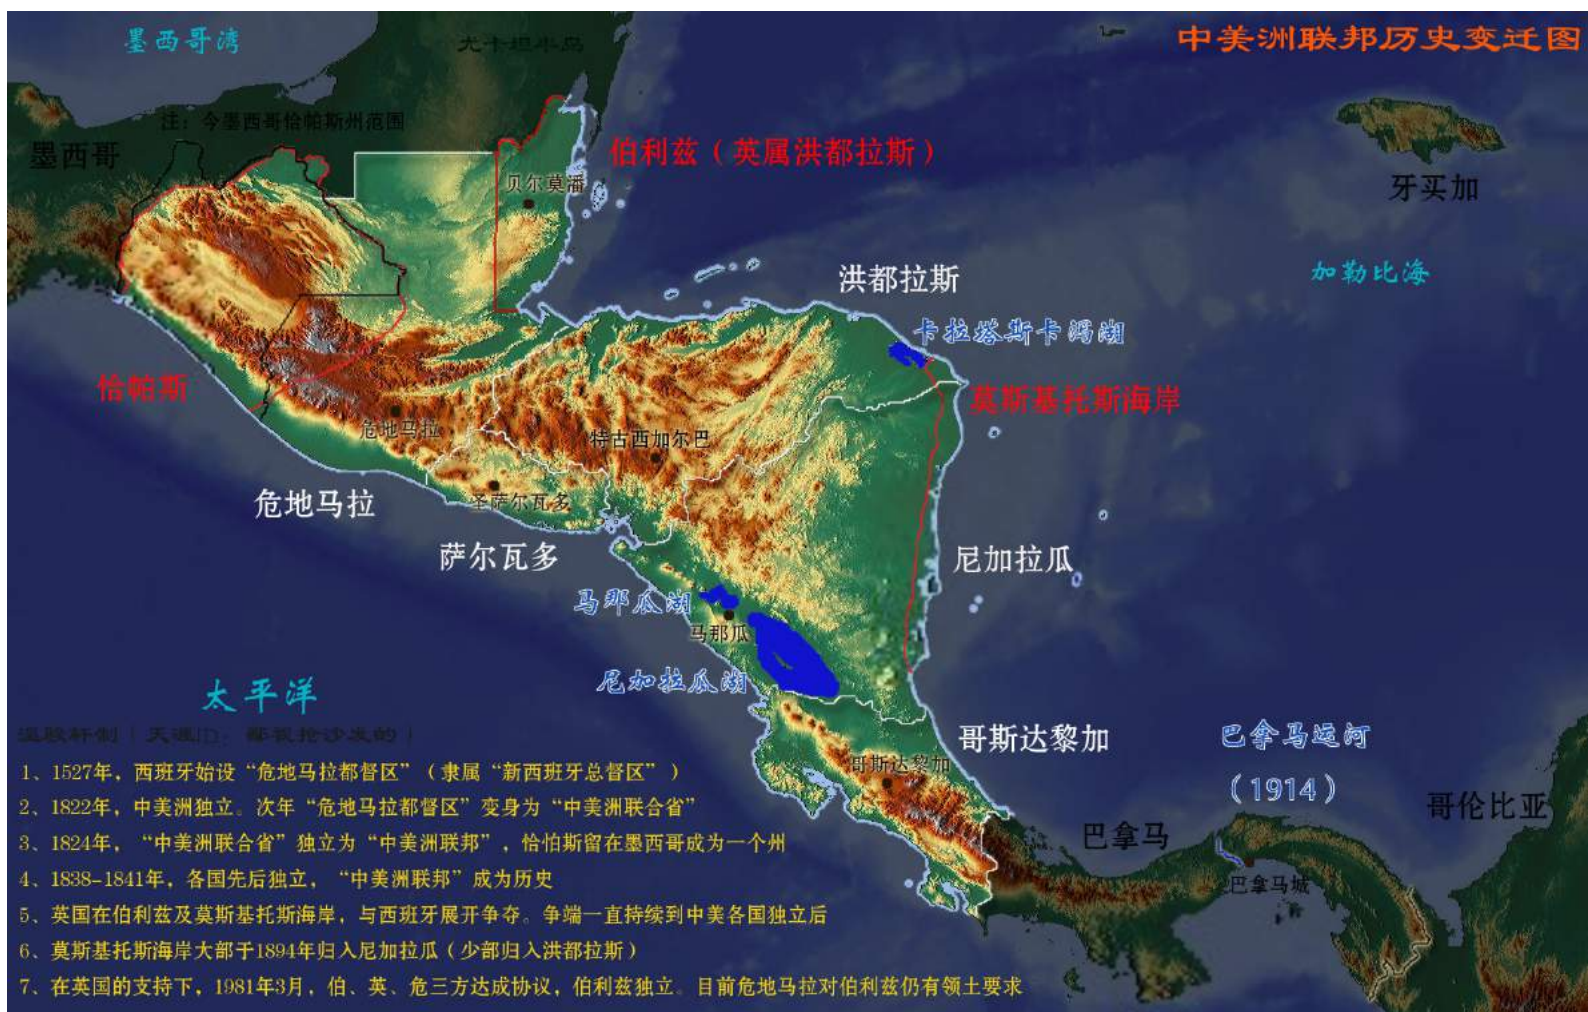 中美洲联邦历史变迁图
墨西哥湾
尤卡坦半岛
注：今墨西哥恰帕斯州范围
墨西哥
伯利兹（英属洪都拉斯）
贝尔莫潘
牙买加
加勒比海
洪都拉斯
卡拉塔斯卡潟湖
恰帕斯
莫斯基托斯海岸
危地马拉
特古西加尔巴
圣萨尔瓦多
危地马拉
萨尔瓦多
尼加拉瓜
马那瓜湖
马那瓜
尼加拉瓜湖
太平洋
哥斯达黎加
巴拿马运河
（1914）
哥斯达黎加
哥伦比亚
巴拿马
巴拿马城
1、1527年，西班牙始设“危地马拉都督区”（隶属“新西班牙总督区”）
2、1822年，中美洲独立。次年“危地马拉都督区”变身为“中美洲联合省”
3、1824年，“中美洲联合省”独立为“中美洲联邦”，恰怕斯留在墨西哥成为一个州
4、1838-1841年，各国先后独立，“中美洲联邦”成为历史
5、英国在伯利兹及莫斯基托斯海岸，与西班牙展开争夺。争端一直持续到中美各国独立后
6、莫斯基托斯海岸大部于1894年归入尼加拉瓜（少部归入洪都拉斯）
7、在英国的支持下，1981年3月，伯、英、危三方达成协议，伯利兹独立。目前危地马拉对伯利兹仍有领土要求